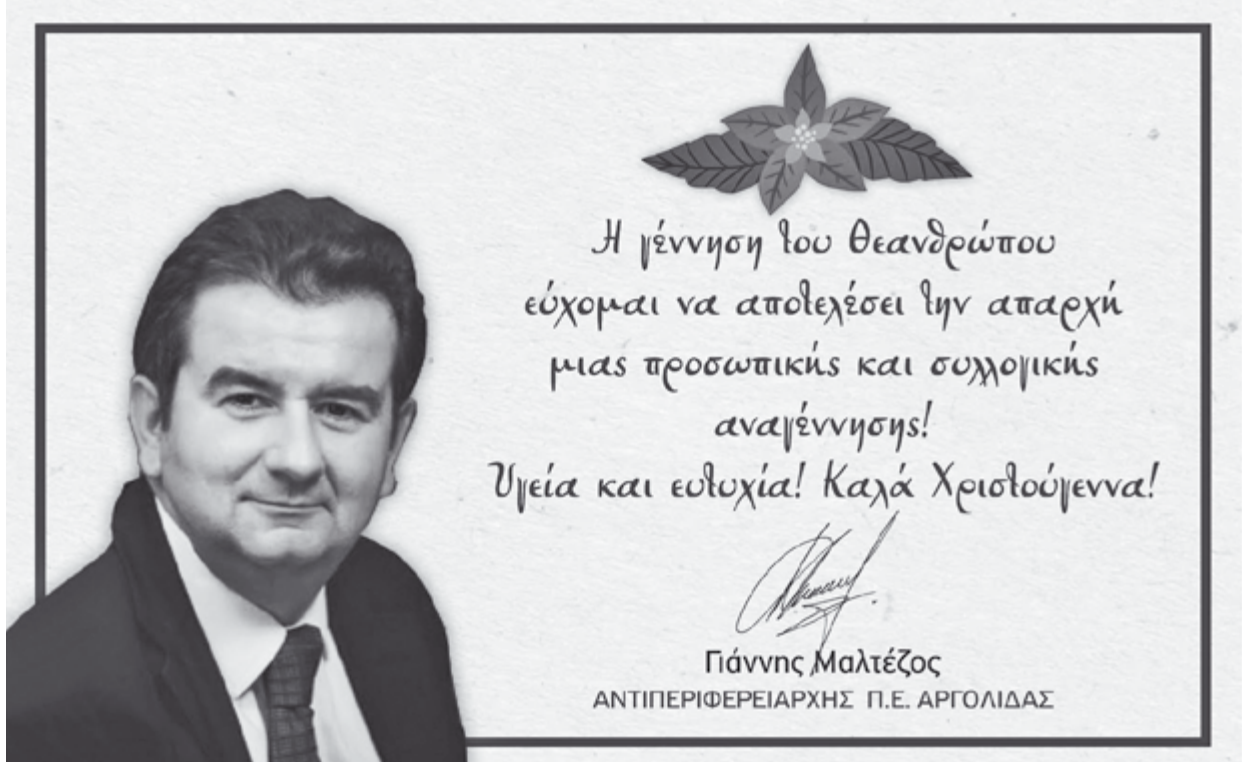 Η γέννηση του Θεανθρώπου
εύχομαι να αποτελέσει την απαρχή
μιας προσωπικής και συλλογικής
αναγέννησης!
Υγεία και ευτυχία! Καλά Χριστούγεννα!
Γιάννης Μαλτέζος
ΑΝΤΙΠΕΡΙΦΕΡΕΙΑΡΧΗΣ Π.Ε. ΑΡΓΟΛΙΔΑΣ